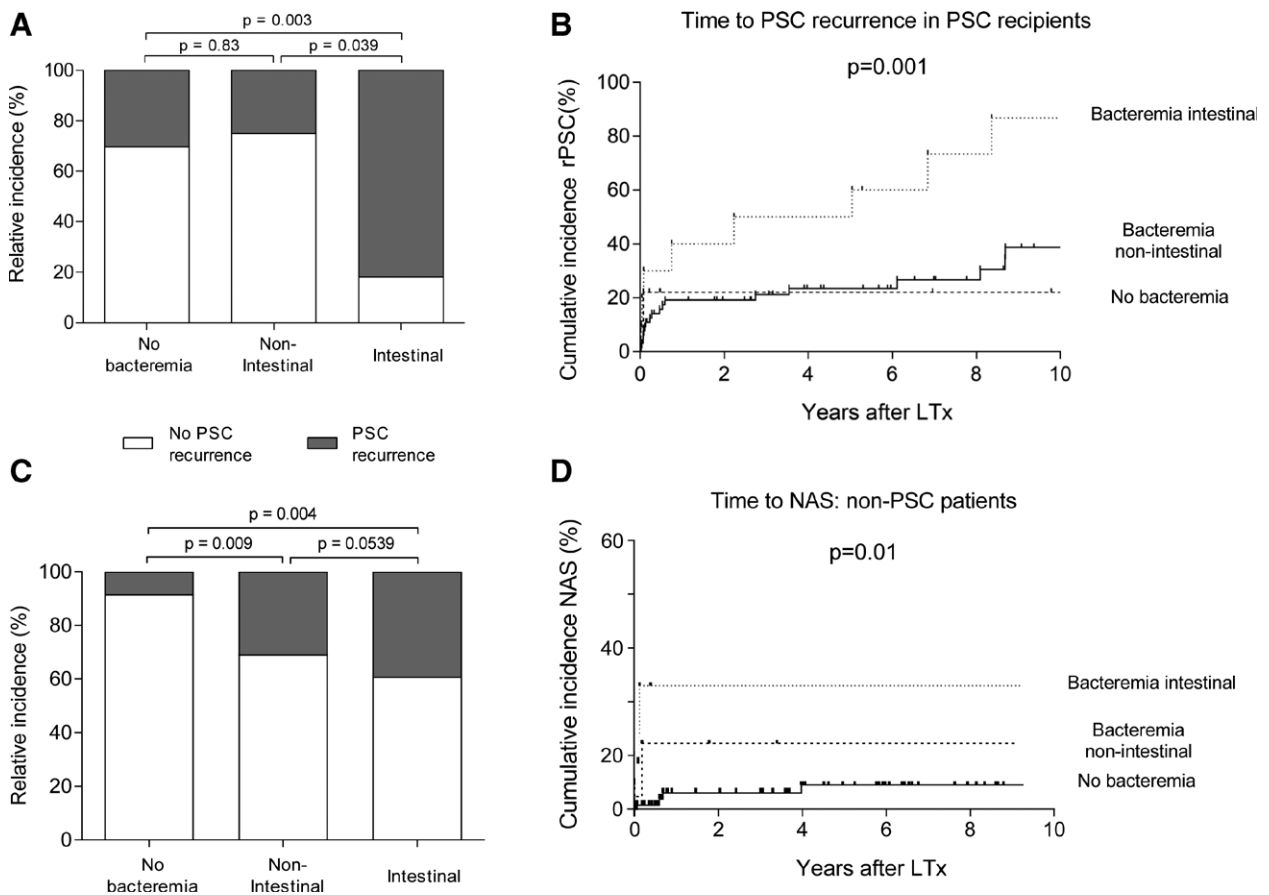 A
p = 0.003
p = 0.83
p = 0.039
Relative incidence (%)
100
80
60
40
20
0
No
bacteremia
Non-
Intestinal
Intestinal
No PSC
recurrence
PSC
recurrence
B
Time to PSC recurrence in PSC recipients
p=0.001
Cumulative incidence rPSC(%)
100
80
60
40
20
0
0 2 4 6 8 10
Years after LTx
Bacteremia intestinal
Bacteremia
non-intestinal
No bacteremia
C
p = 0.004
p = 0.009
p = 0.0539
Relative incidence (%)
100
80
60
40
20
0
No
bacteremia
Non-
Intestinal
Intestinal
D
Time to NAS: non-PSC patients
p=0.01
Cumulative incidence NAS (%)
60
40
20
0
0 2 4 6 8 10
Years after LTx
Bacteremia intestinal
Bacteremia
non-intestinal
No bacteremia